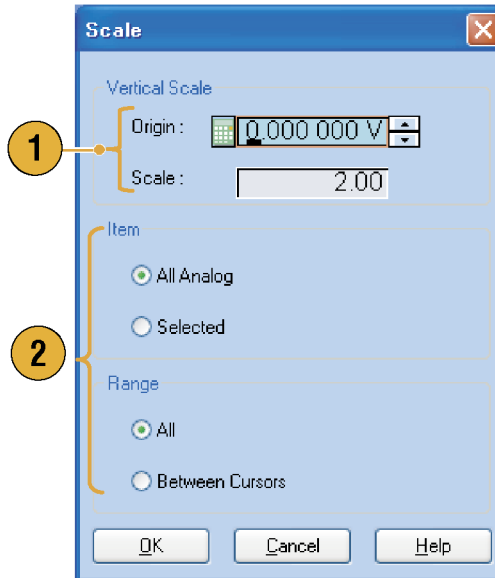 Scale
Vertical Scale
Origin : 0.000 000 V
1
Scale : 2.00
Item
All Analog
Selected
2
Range
All
Between Cursors
OK Cancel Help